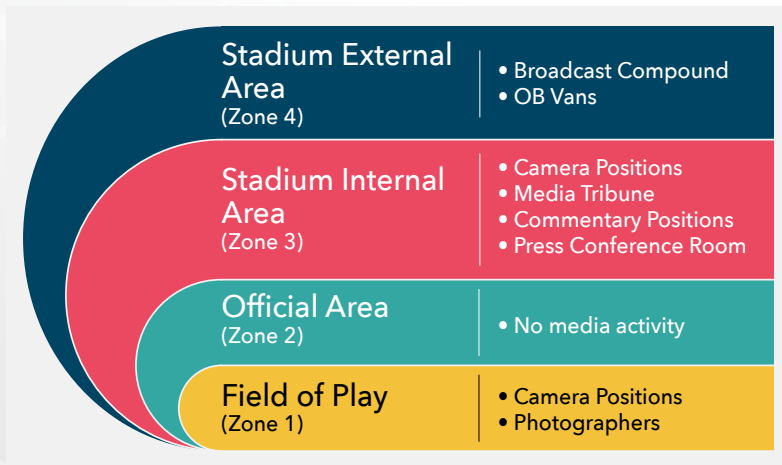 Stadium External
Area
(Zone 4)
• Broadcast Compound
• OB Vans
Stadium Internal
Area
(Zone 3)
• Camera Positions
• Media Tribune
• Commentary Positions
• Press Conference Room
Official Area
(Zone 2)
• No media activity
Field of Play
(Zone 1)
• Camera Positions
• Photographers